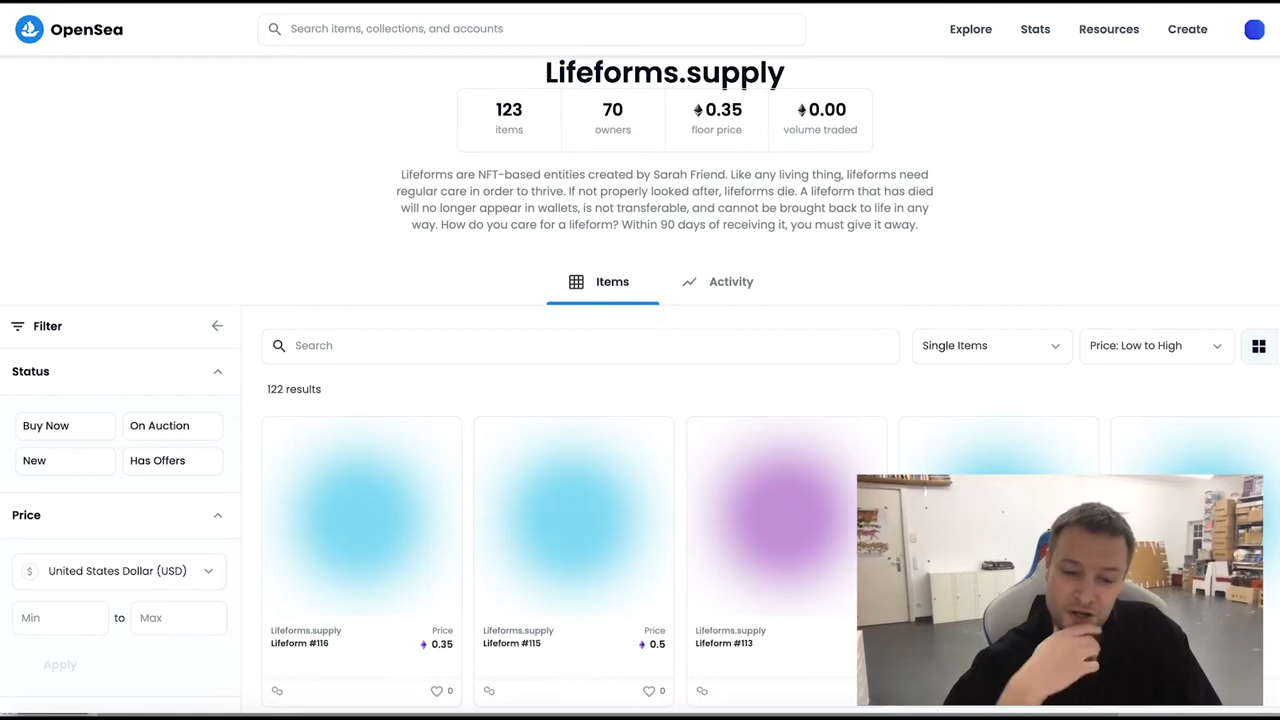 OpenSea
Search items, collections, and accounts
Explore
Stats
Resources
Create
Lifeforms.supply
123
70
0.35
0.00
items
owners
floor price
volume traded
Lifeforms are NFT-based entities created by Sarah Friend. Like any living thing, lifeforms need
regular care in order to thrive. If not properly looked after, lifeforms die. A lifeform that has died
will no longer appear in wallets, is not transferable, and cannot be brought back to life in any
way. How do you care for a lifeform? Within 90 days of receiving it, you must give it away.
Items
Activity
Filter
Status
Buy Now
On Auction
New
Has Offers
Price
$ United States Dollar (USD)
Min
to
Max
Apply
Search
Single Items
Price: Low to High
122 results
Lifeforms.supply
Price
Lifeform #116
0.35
0
Lifeforms.supply
Price
Lifeform #115
0.5
0
Lifeforms.supply
Lifeform #113